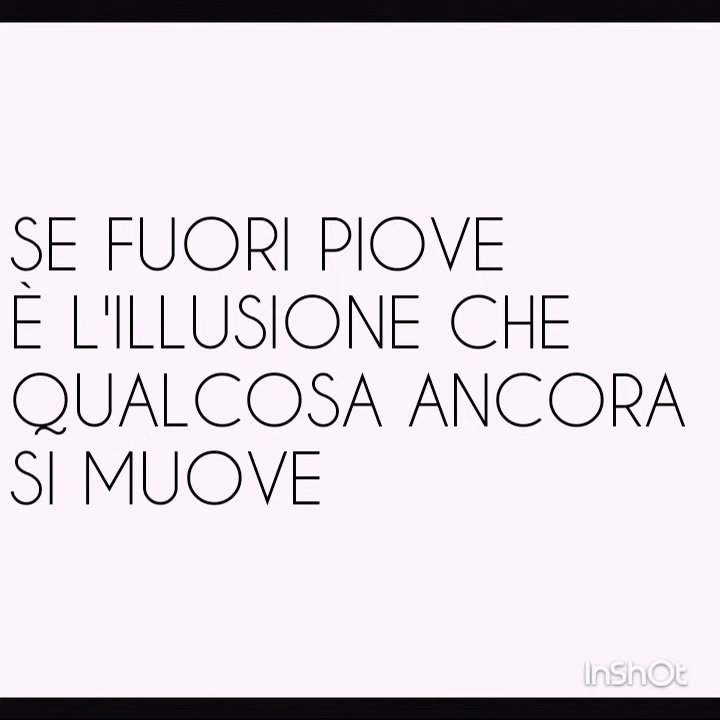 SE FUORI PIOVE
È L'ILLUSIONE CHE
QUALCOSA ANCORA
SI MUOVE
InShOt